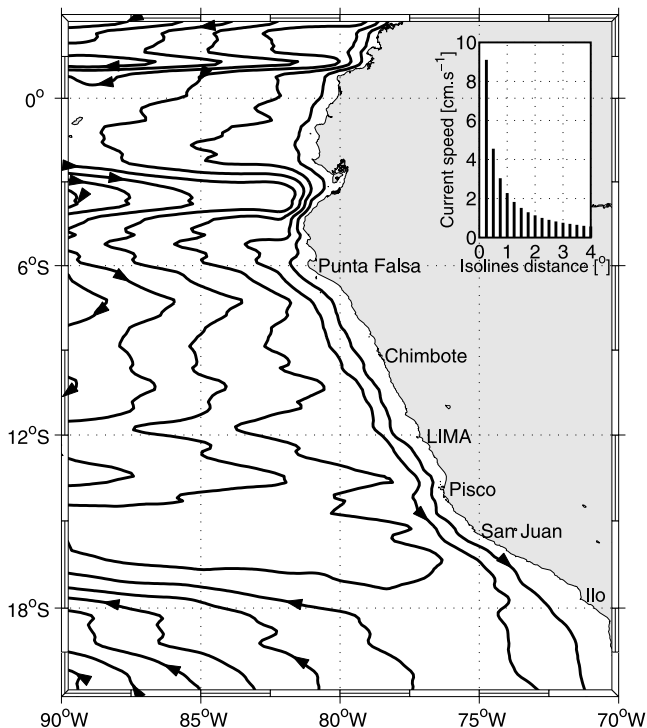 10
8
6
4
2
0
Current speed [cm.s⁻¹]
0 1 2 3 4
Isolines distance [°]
0°
6°S
12°S
18°S
Punta Falsa
Chimbote
LIMA
Pisco
San Juan
Ilo
90°W 85°W 80°W 75°W 70°W